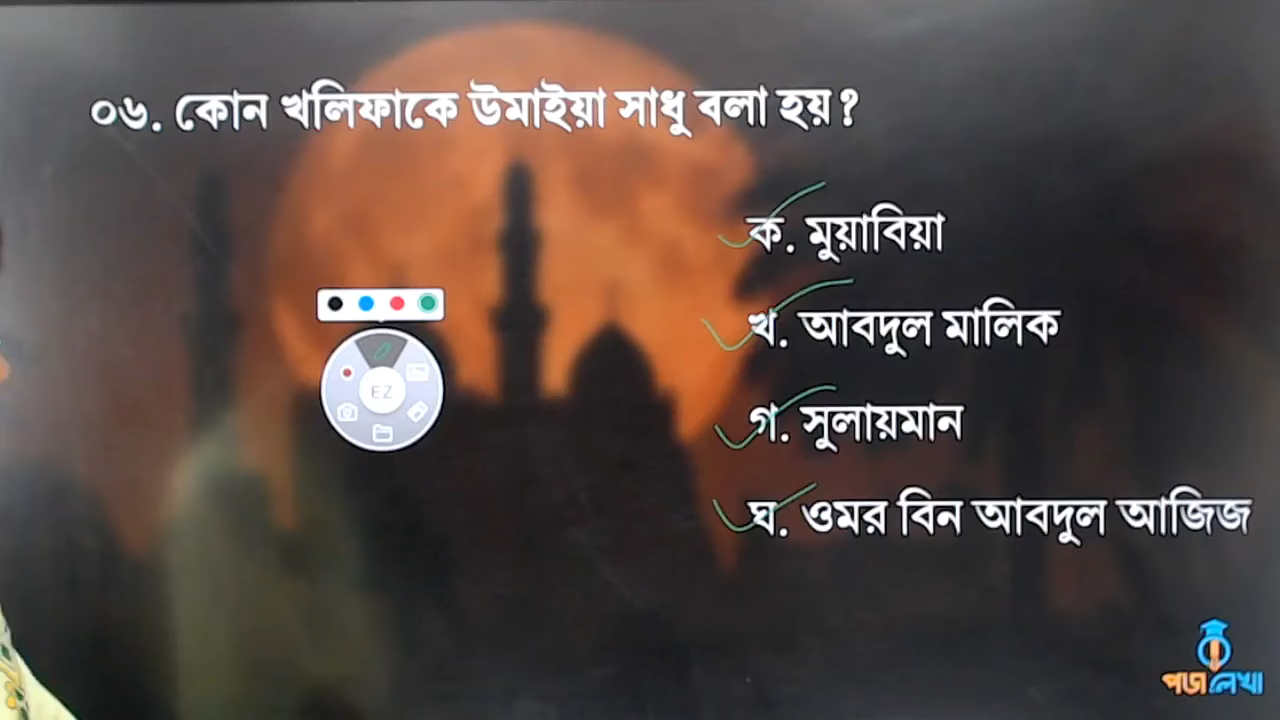 ০৬. কোন খলিফাকে উমাইয়া সাধু বলা হয়?
ক. মুয়াবিয়া
খ. আবদুল মালিক
EZ
গ. সুলায়মান
ঘ. ওমর বিন আবদুল আজিজ
পড়ালেখা